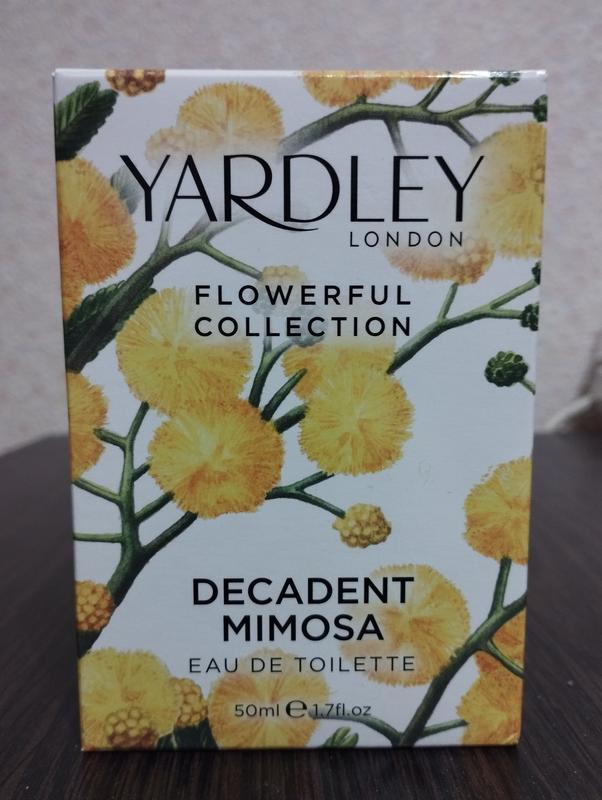 YARDLEY
LONDON
FLOWERFUL
COLLECTION
DECADENT
MIMOSA
EAU DE TOILETTE
50ml ℮ 1.7fl.oz